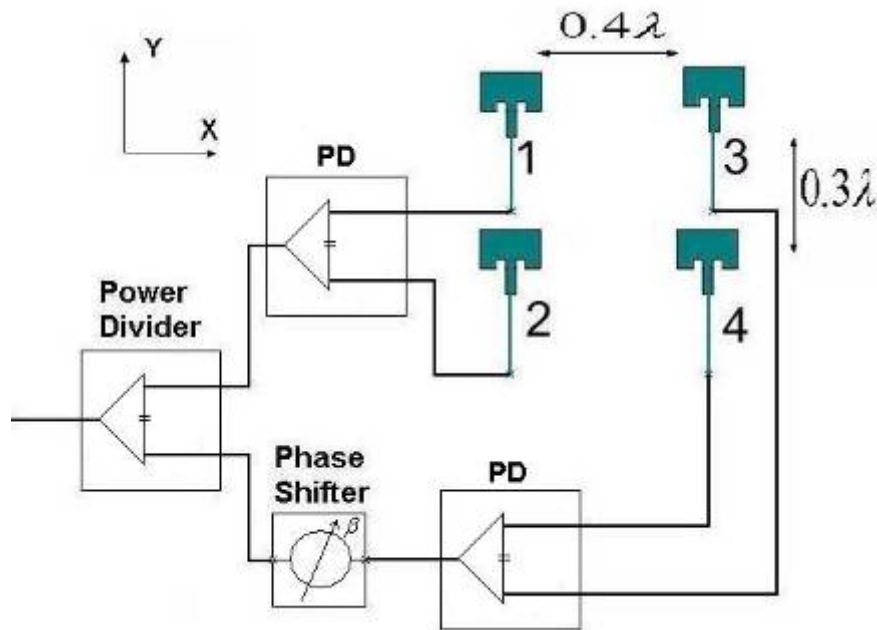 0.4λ
Y
X
1
3
PD
0.3λ
Power
Divider
2
4
Phase
Shifter
β
PD